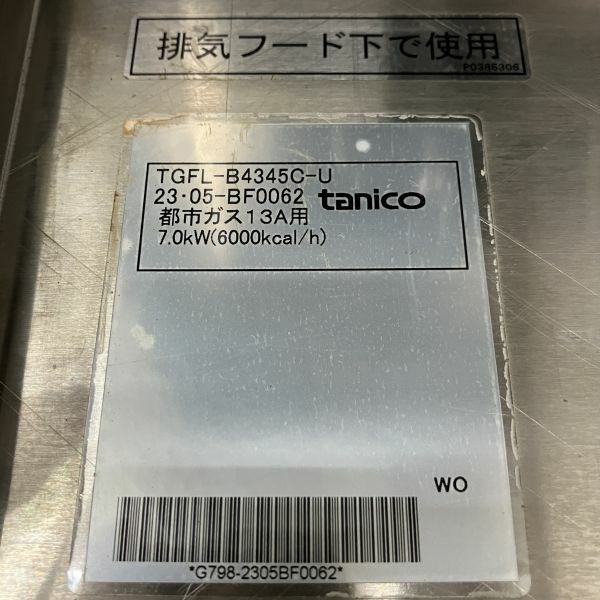 排気フード下で使用
P0385306
TGFL-B4345C-U
23・05-BF0062 tanico
都市ガス13A用
7.0kW(6000kcal/h)
WO
*G798-2305BF0062*